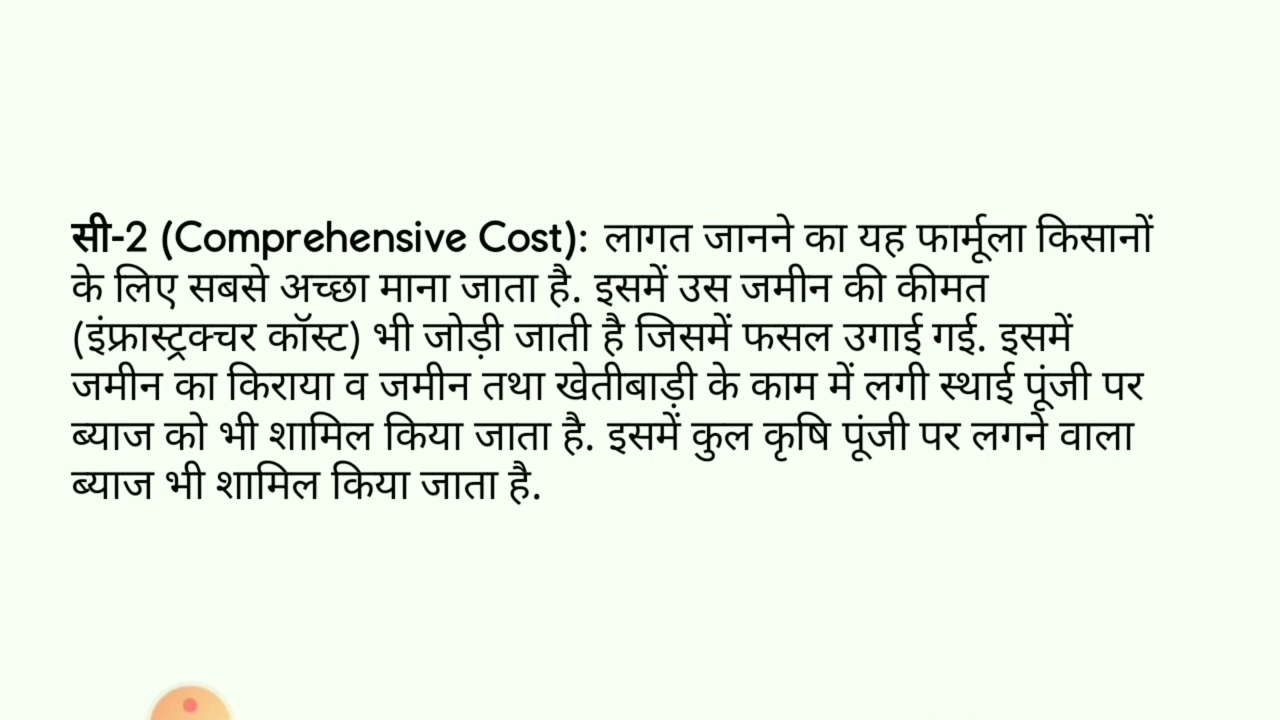 सी-2 (Comprehensive Cost): लागत जानने का यह फार्मूला किसानों
के लिए सबसे अच्छा माना जाता है. इसमें उस जमीन की कीमत
(इंफ्रास्ट्रक्चर कॉस्ट) भी जोड़ी जाती है जिसमें फसल उगाई गई. इसमें
जमीन का किराया व जमीन तथा खेतीबाड़ी के काम में लगी स्थाई पूंजी पर
ब्याज को भी शामिल किया जाता है. इसमें कुल कृषि पूंजी पर लगने वाला
ब्याज भी शामिल किया जाता है.